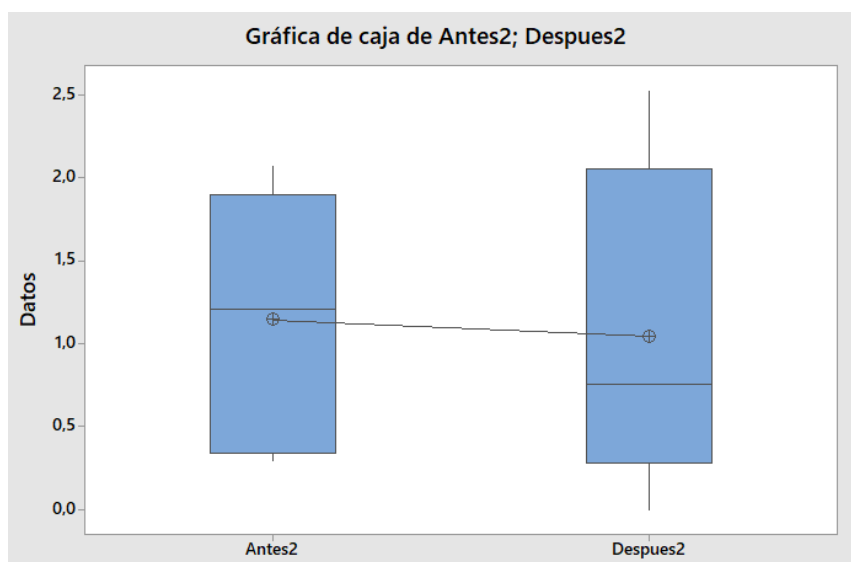 Gráfica de caja de Antes2; Despues2
2,5
2,0
1,5
1,0
0,5
0,0
Datos
Antes2
Despues2